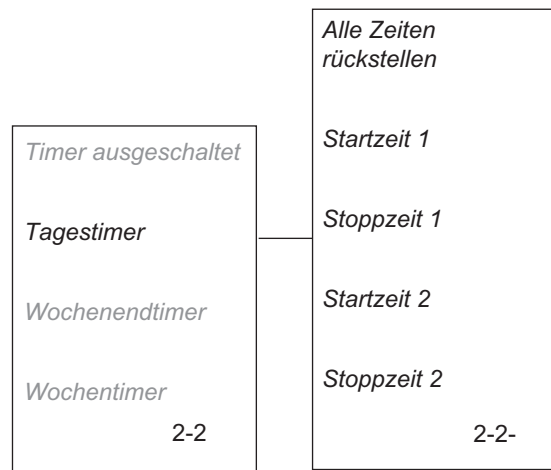 Timer ausgeschaltet
Tagestimer
Wochenendtimer
Wochentimer
2-2
Alle Zeiten
rückstellen
Startzeit 1
Stoppzeit 1
Startzeit 2
Stoppzeit 2
2-2-